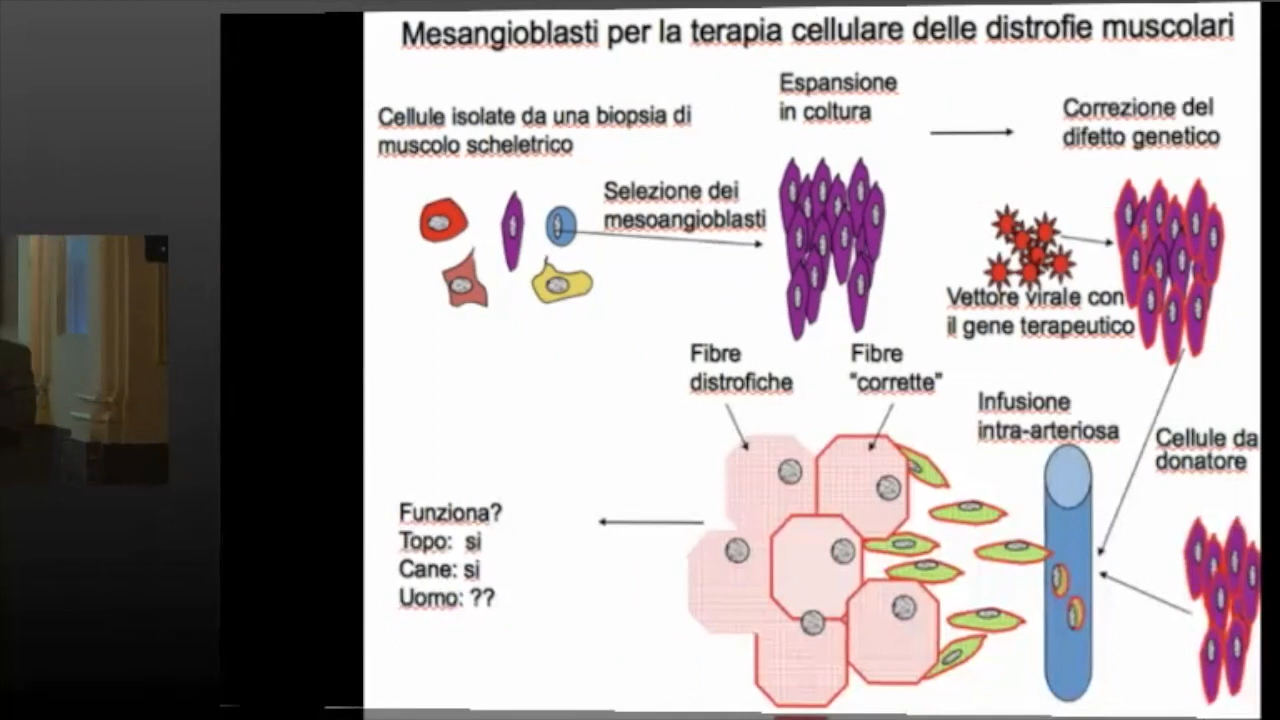 Mesangioblasti per la terapia cellulare delle distrofie muscolari
Cellule isolate da una biopsia di
muscolo scheletrico
Espansione
in coltura
Correzione del
difetto genetico
Selezione dei
mesoangioblasti
Vettore virale con
il gene terapeutico
Fibre
distrofiche
Fibre
"corrette"
Infusione
intra-arteriosa
Cellule da
donatore
Funziona?
Topo: si
Cane: si
Uomo: ??